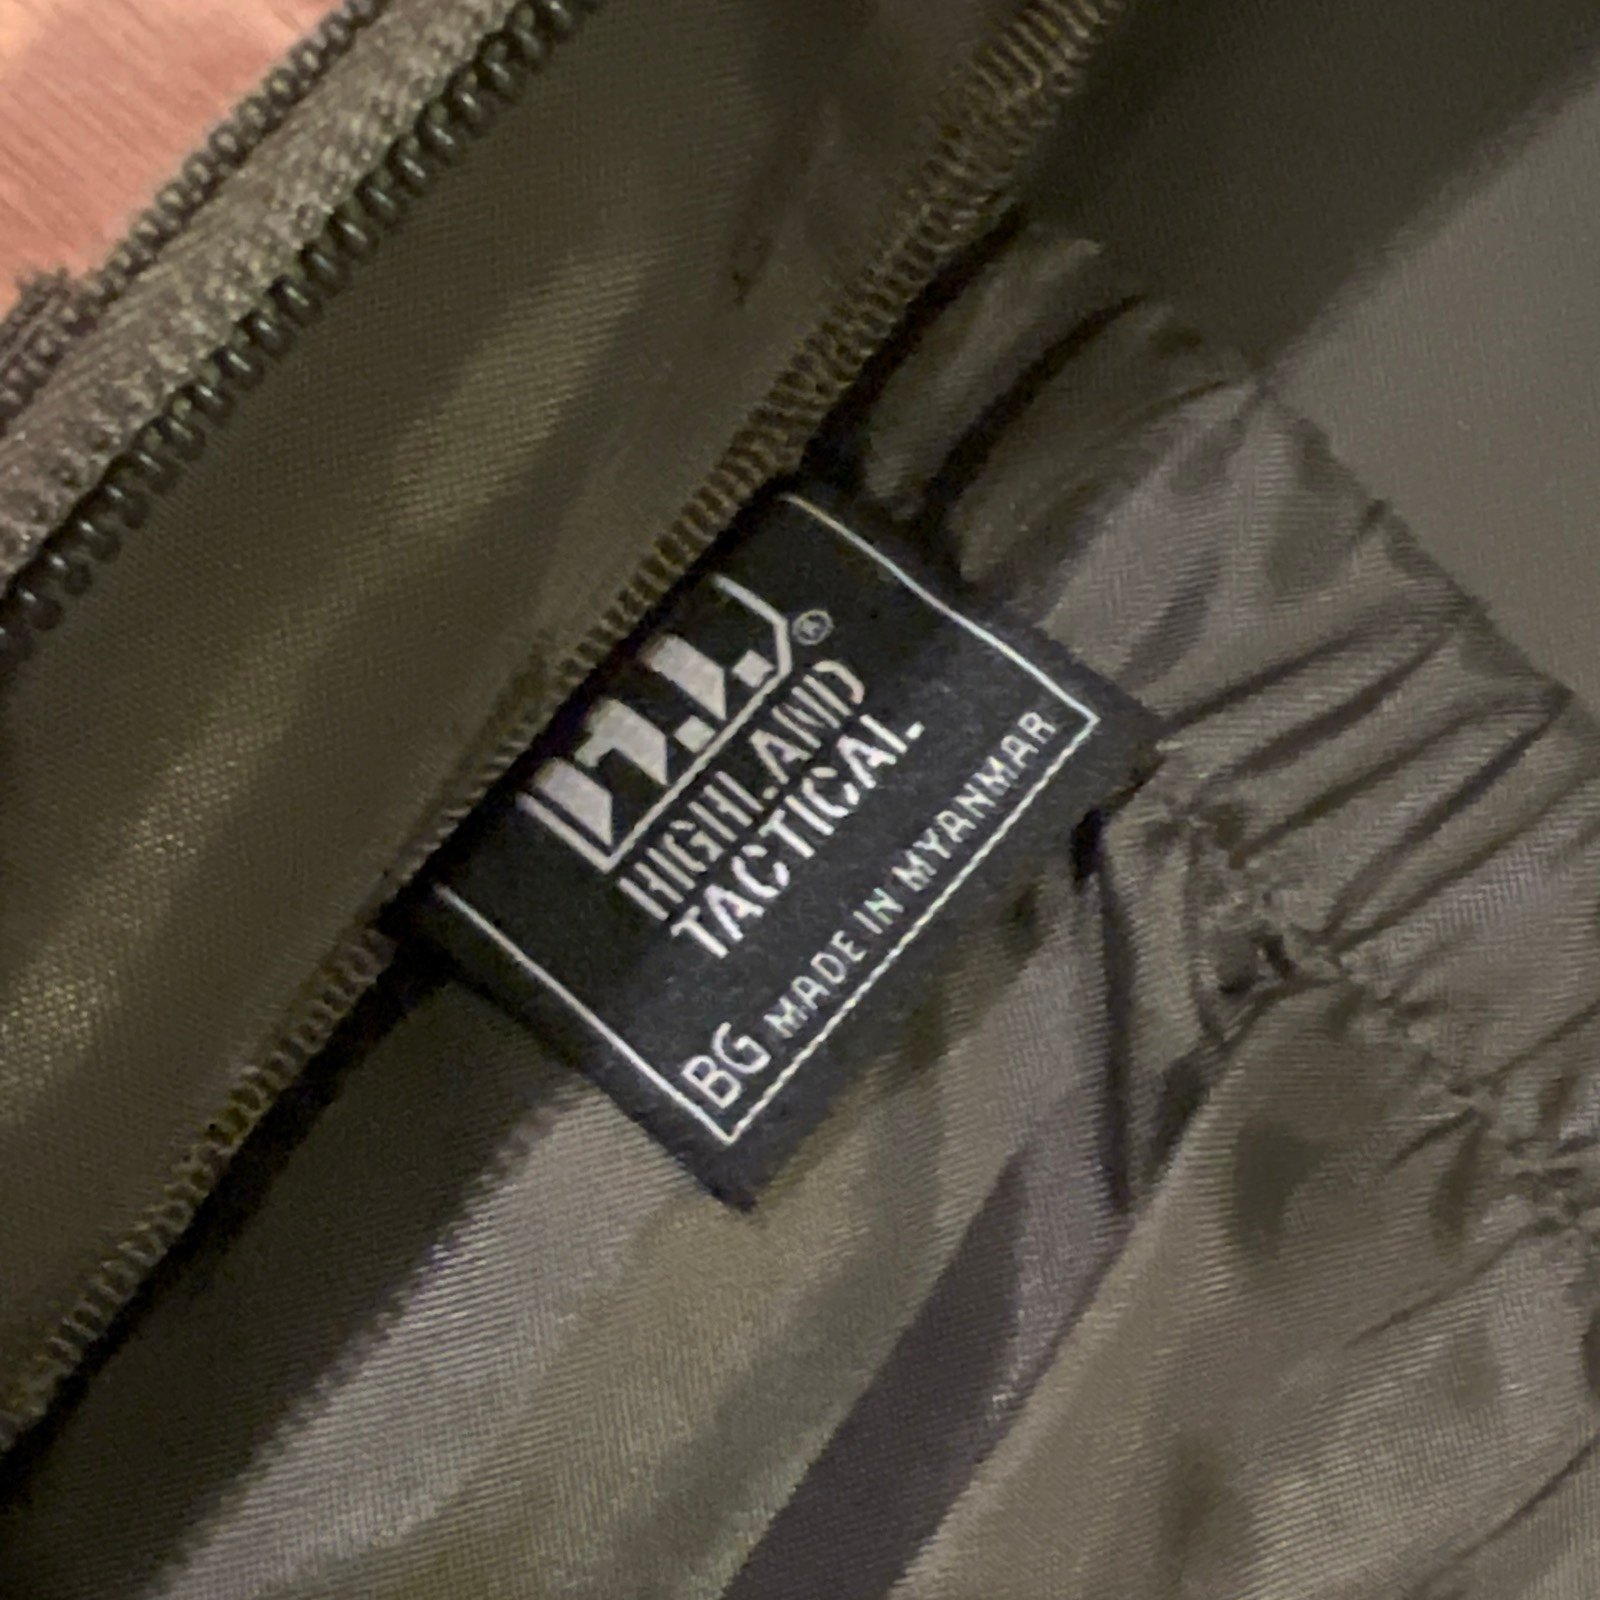 ®
HIGHLAND
TACTICAL
BG MADE IN MYANMAR